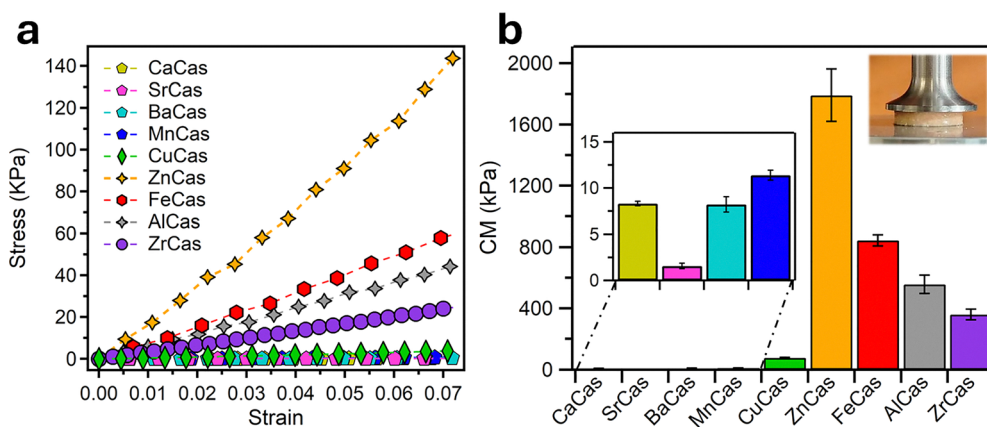 a
Stress (KPa)
140
120
100
80
60
40
20
0
CaCas
SrCas
BaCas
MnCas
CuCas
ZnCas
FeCas
AlCas
ZrCas
0.00 0.01 0.02 0.03 0.04 0.05 0.06 0.07
Strain
b
CM (kPa)
2000
1600
1200
800
400
0
15
10
5
0
CaCas SrCas BaCas MnCas CuCas ZnCas FeCas AlCas ZrCas